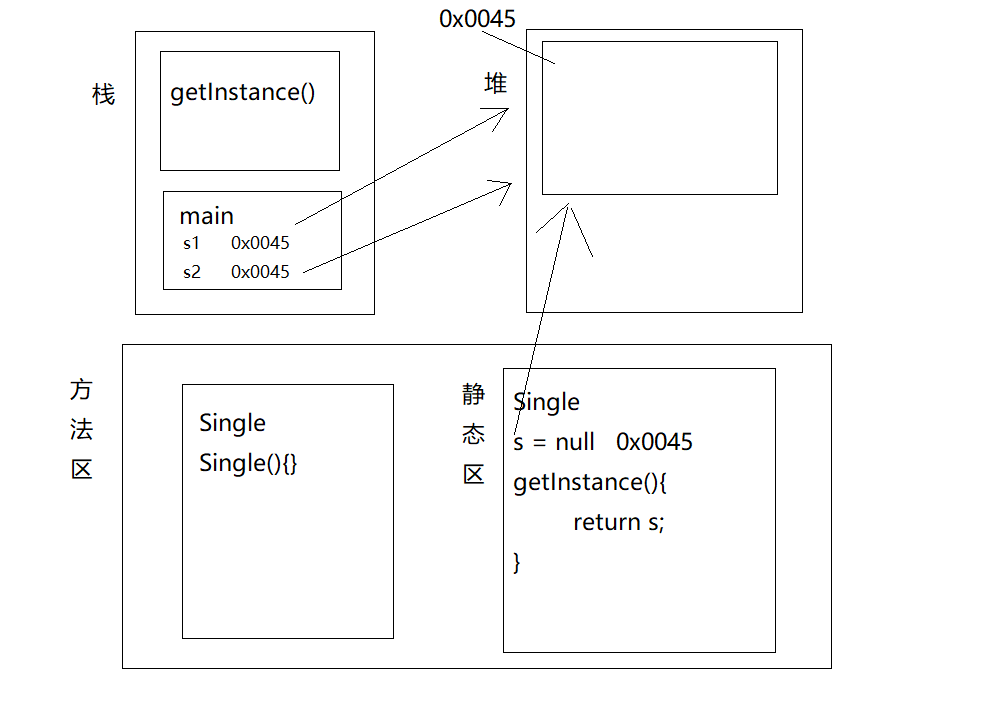 0x0045
栈
getInstance()
堆
main
s1 0x0045
s2 0x0045
方法区
Single
Single(){}
静态区
Single
s = null 0x0045
getInstance(){
return s;
}